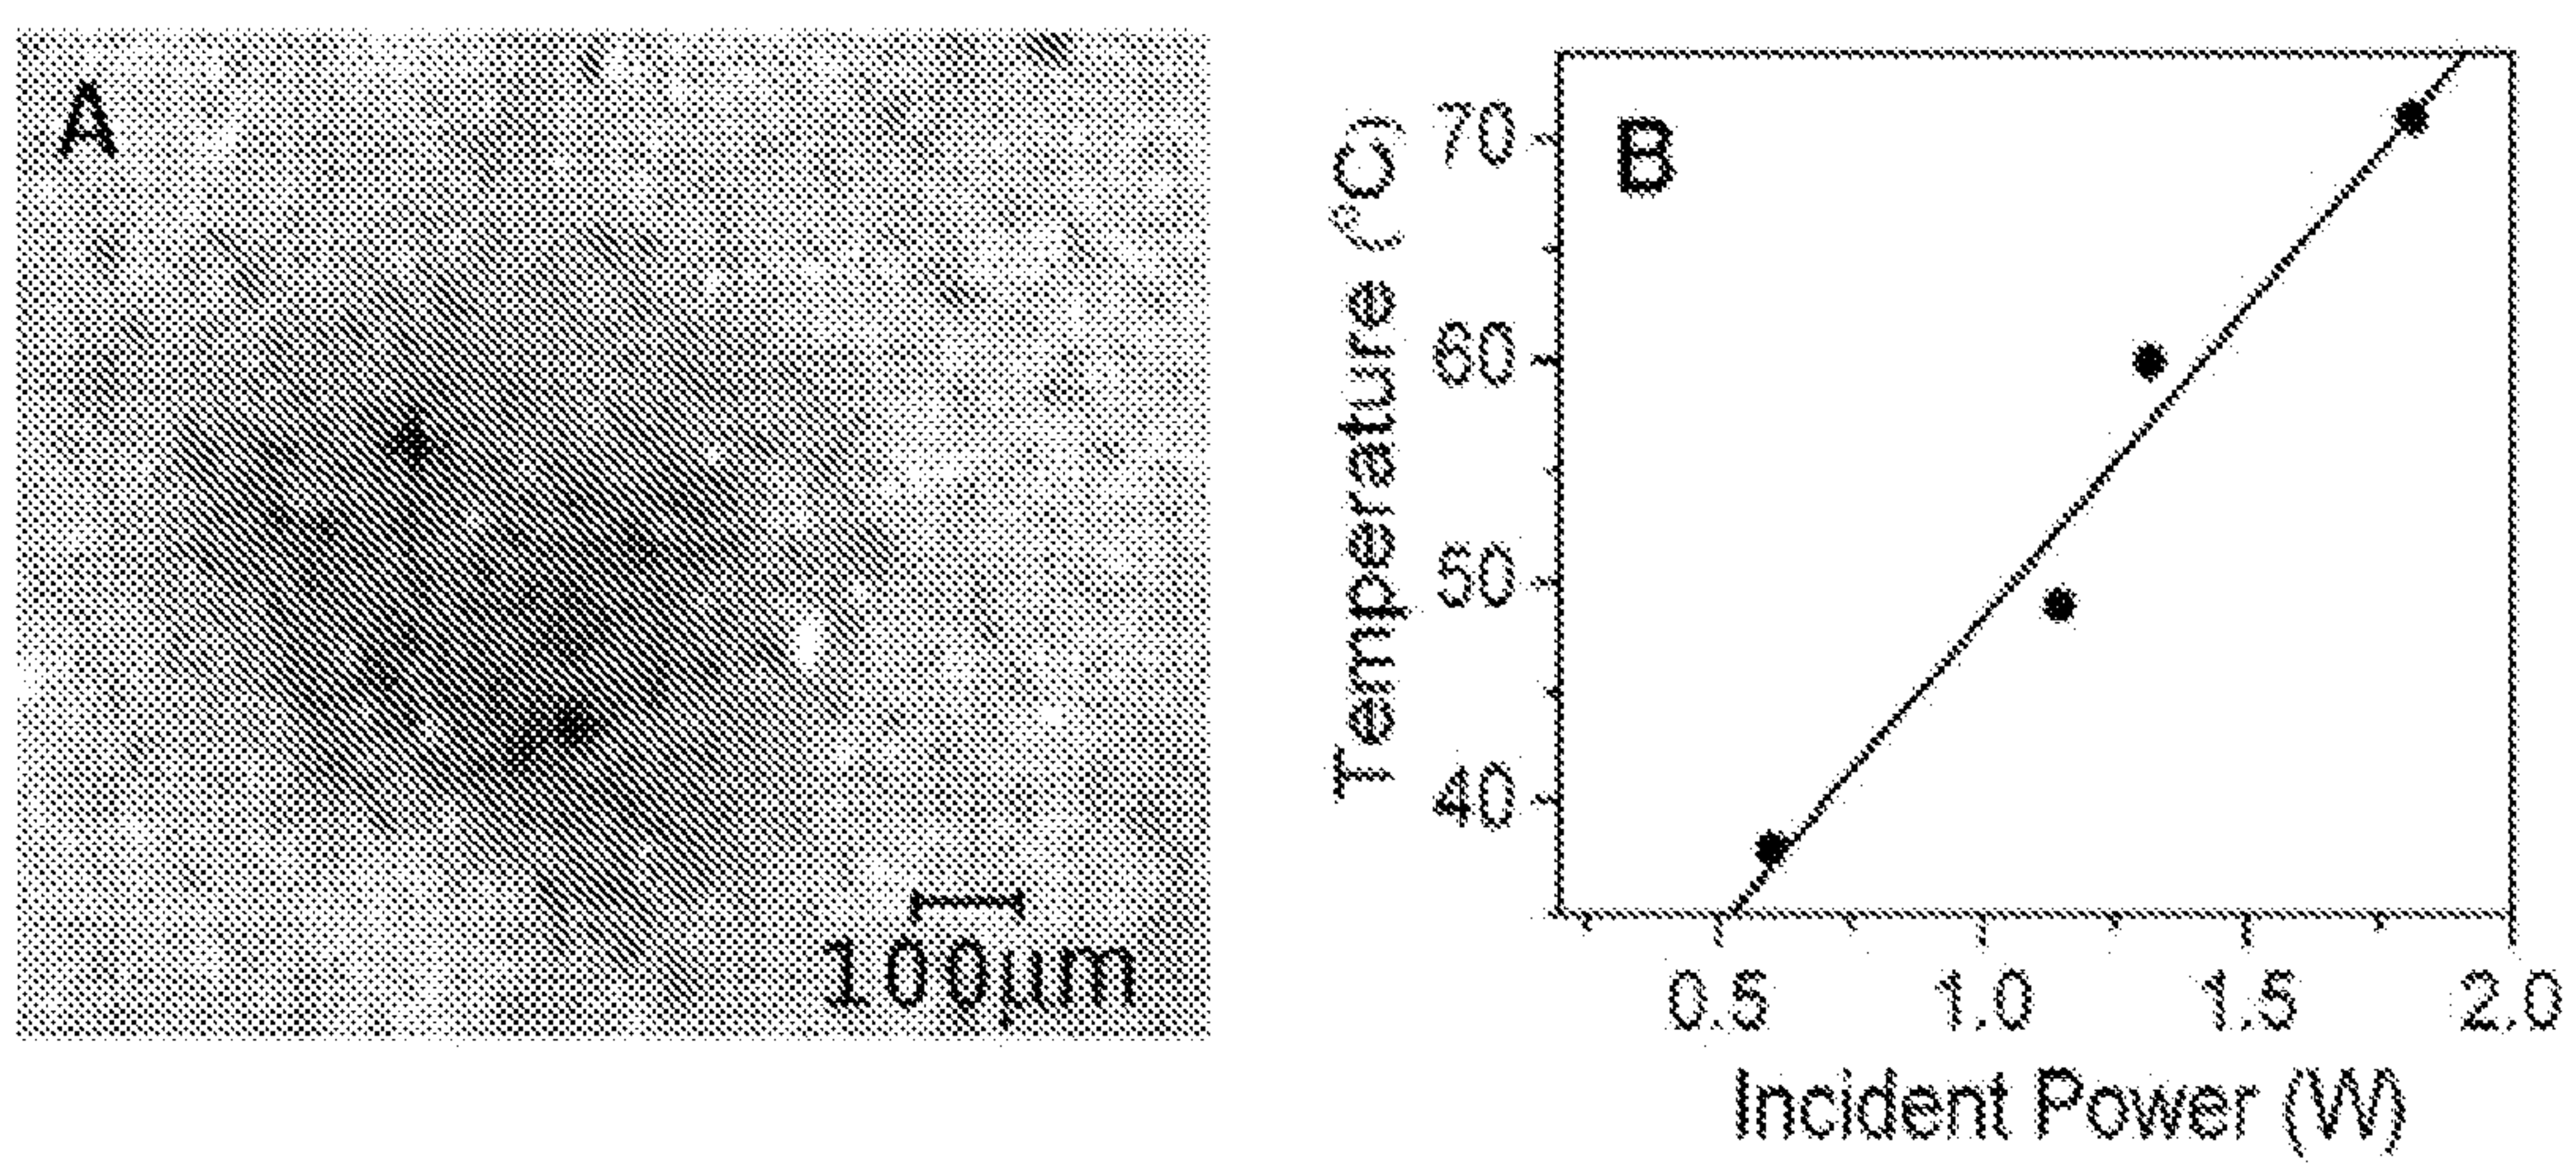 A
100μm
B
Temperature (°C)
70
60
50
40
0.5 1.0 1.5 2.0
Incident Power (W)